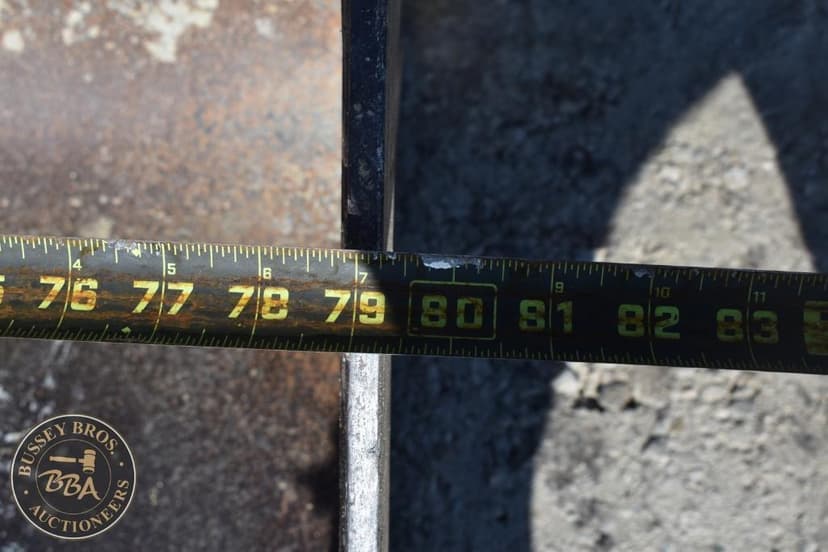 4 5 6 7 9 10 11
76 77 78 79 80 81 82 83
BUSSEY BROS.
BBA
AUCTIONEERS